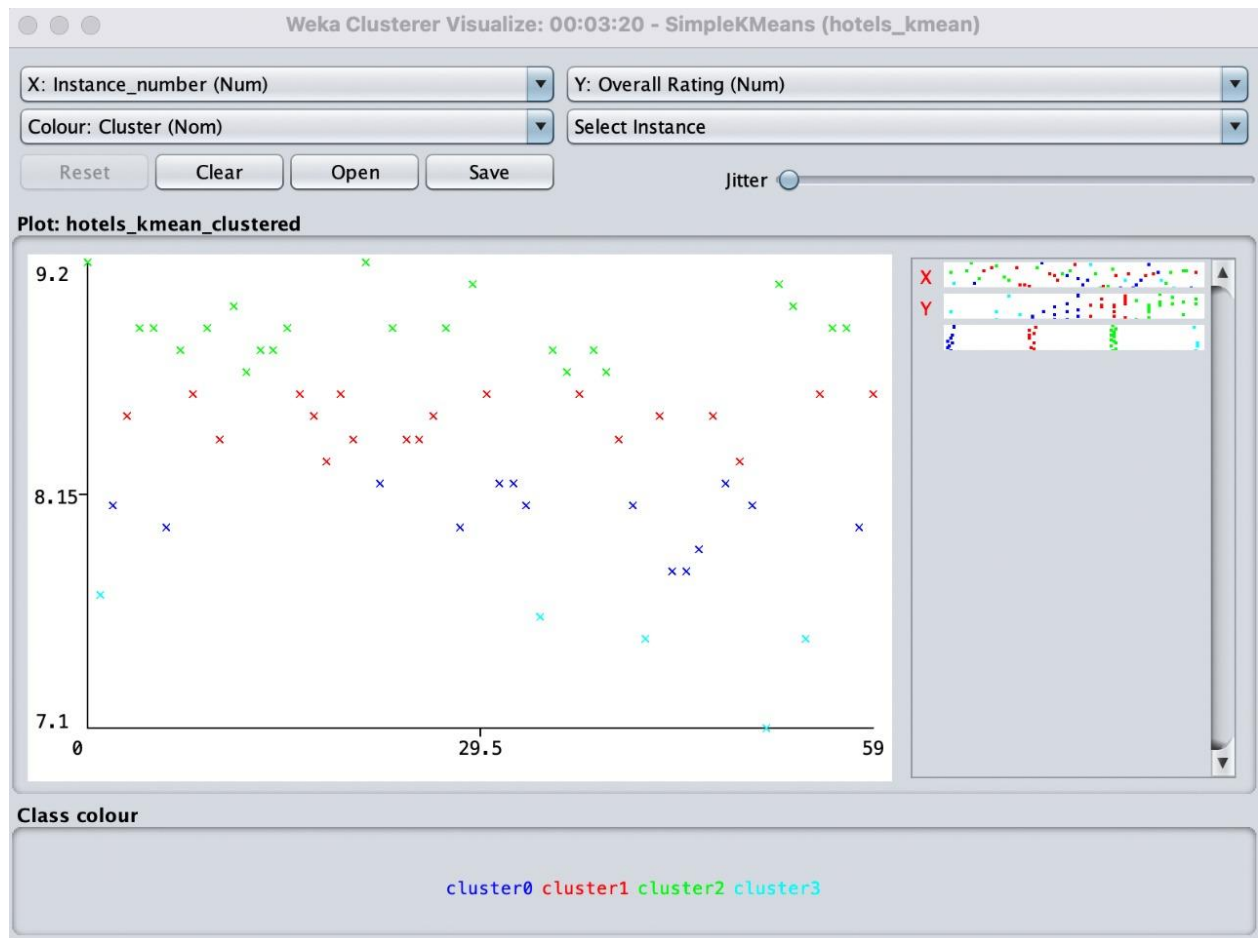 Weka Clusterer Visualize: 00:03:20 - SimpleKMeans (hotels_kmean)
X: Instance_number (Num)
Y: Overall Rating (Num)
Colour: Cluster (Nom)
Select Instance
Reset
Clear
Open
Save
Jitter
Plot: hotels_kmean_clustered
9.2
8.15
7.1
0
29.5
59
X
Y
Class colour
cluster0 cluster1 cluster2 cluster3